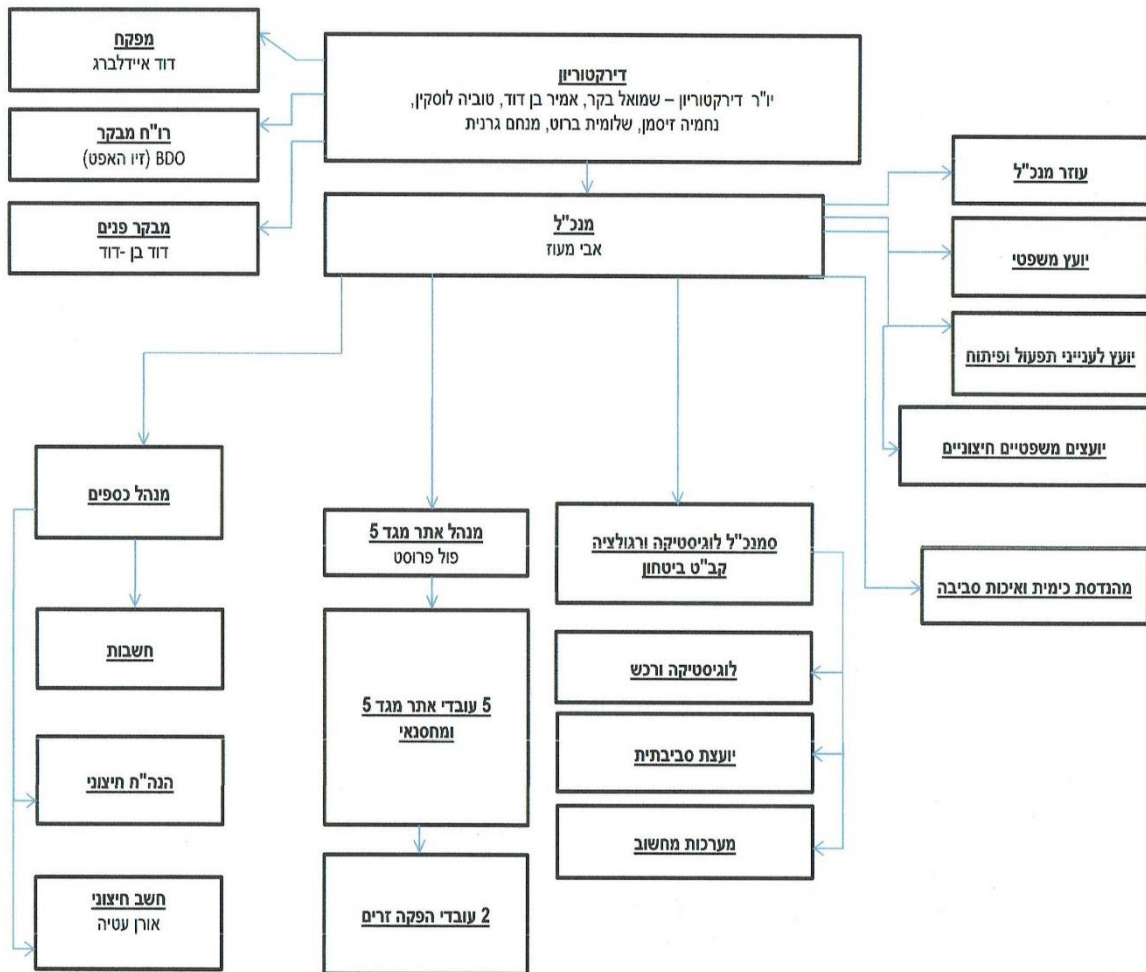 מפקח
דוד איידלברג
דירקטוריון
יו"ר דירקטוריון – שמואל בקר, אמיר בן דוד, טוביה לוסקין,
נחמיה זיסמן, שלומית ברוט, מנחם גרנית
רו"ח מבקר
BDO (זיו האפט)
מבקר פנים
דוד בן -דוד
מנכ"ל
אבי מעוז
עוזר מנכ"ל
יועץ משפטי
יועץ לענייני תפעול ופיתוח
יועצים משפטיים חיצוניים
מהנדסת כימית ואיכות סביבה
סמנכ"ל לוגיסטיקה ורגולציה
קב"ט ביטחון
לוגיסטיקה ורכש
יועצת סביבתית
מערכות מחשוב
מנהל אתר מגד 5
פול פרוסט
5 עובדי אתר מגד 5
ומחסנאי
2 עובדי הפקה זרים
מנהל כספים
חשבות
הנה"ח חיצוני
חשב חיצוני
אורן עטיה